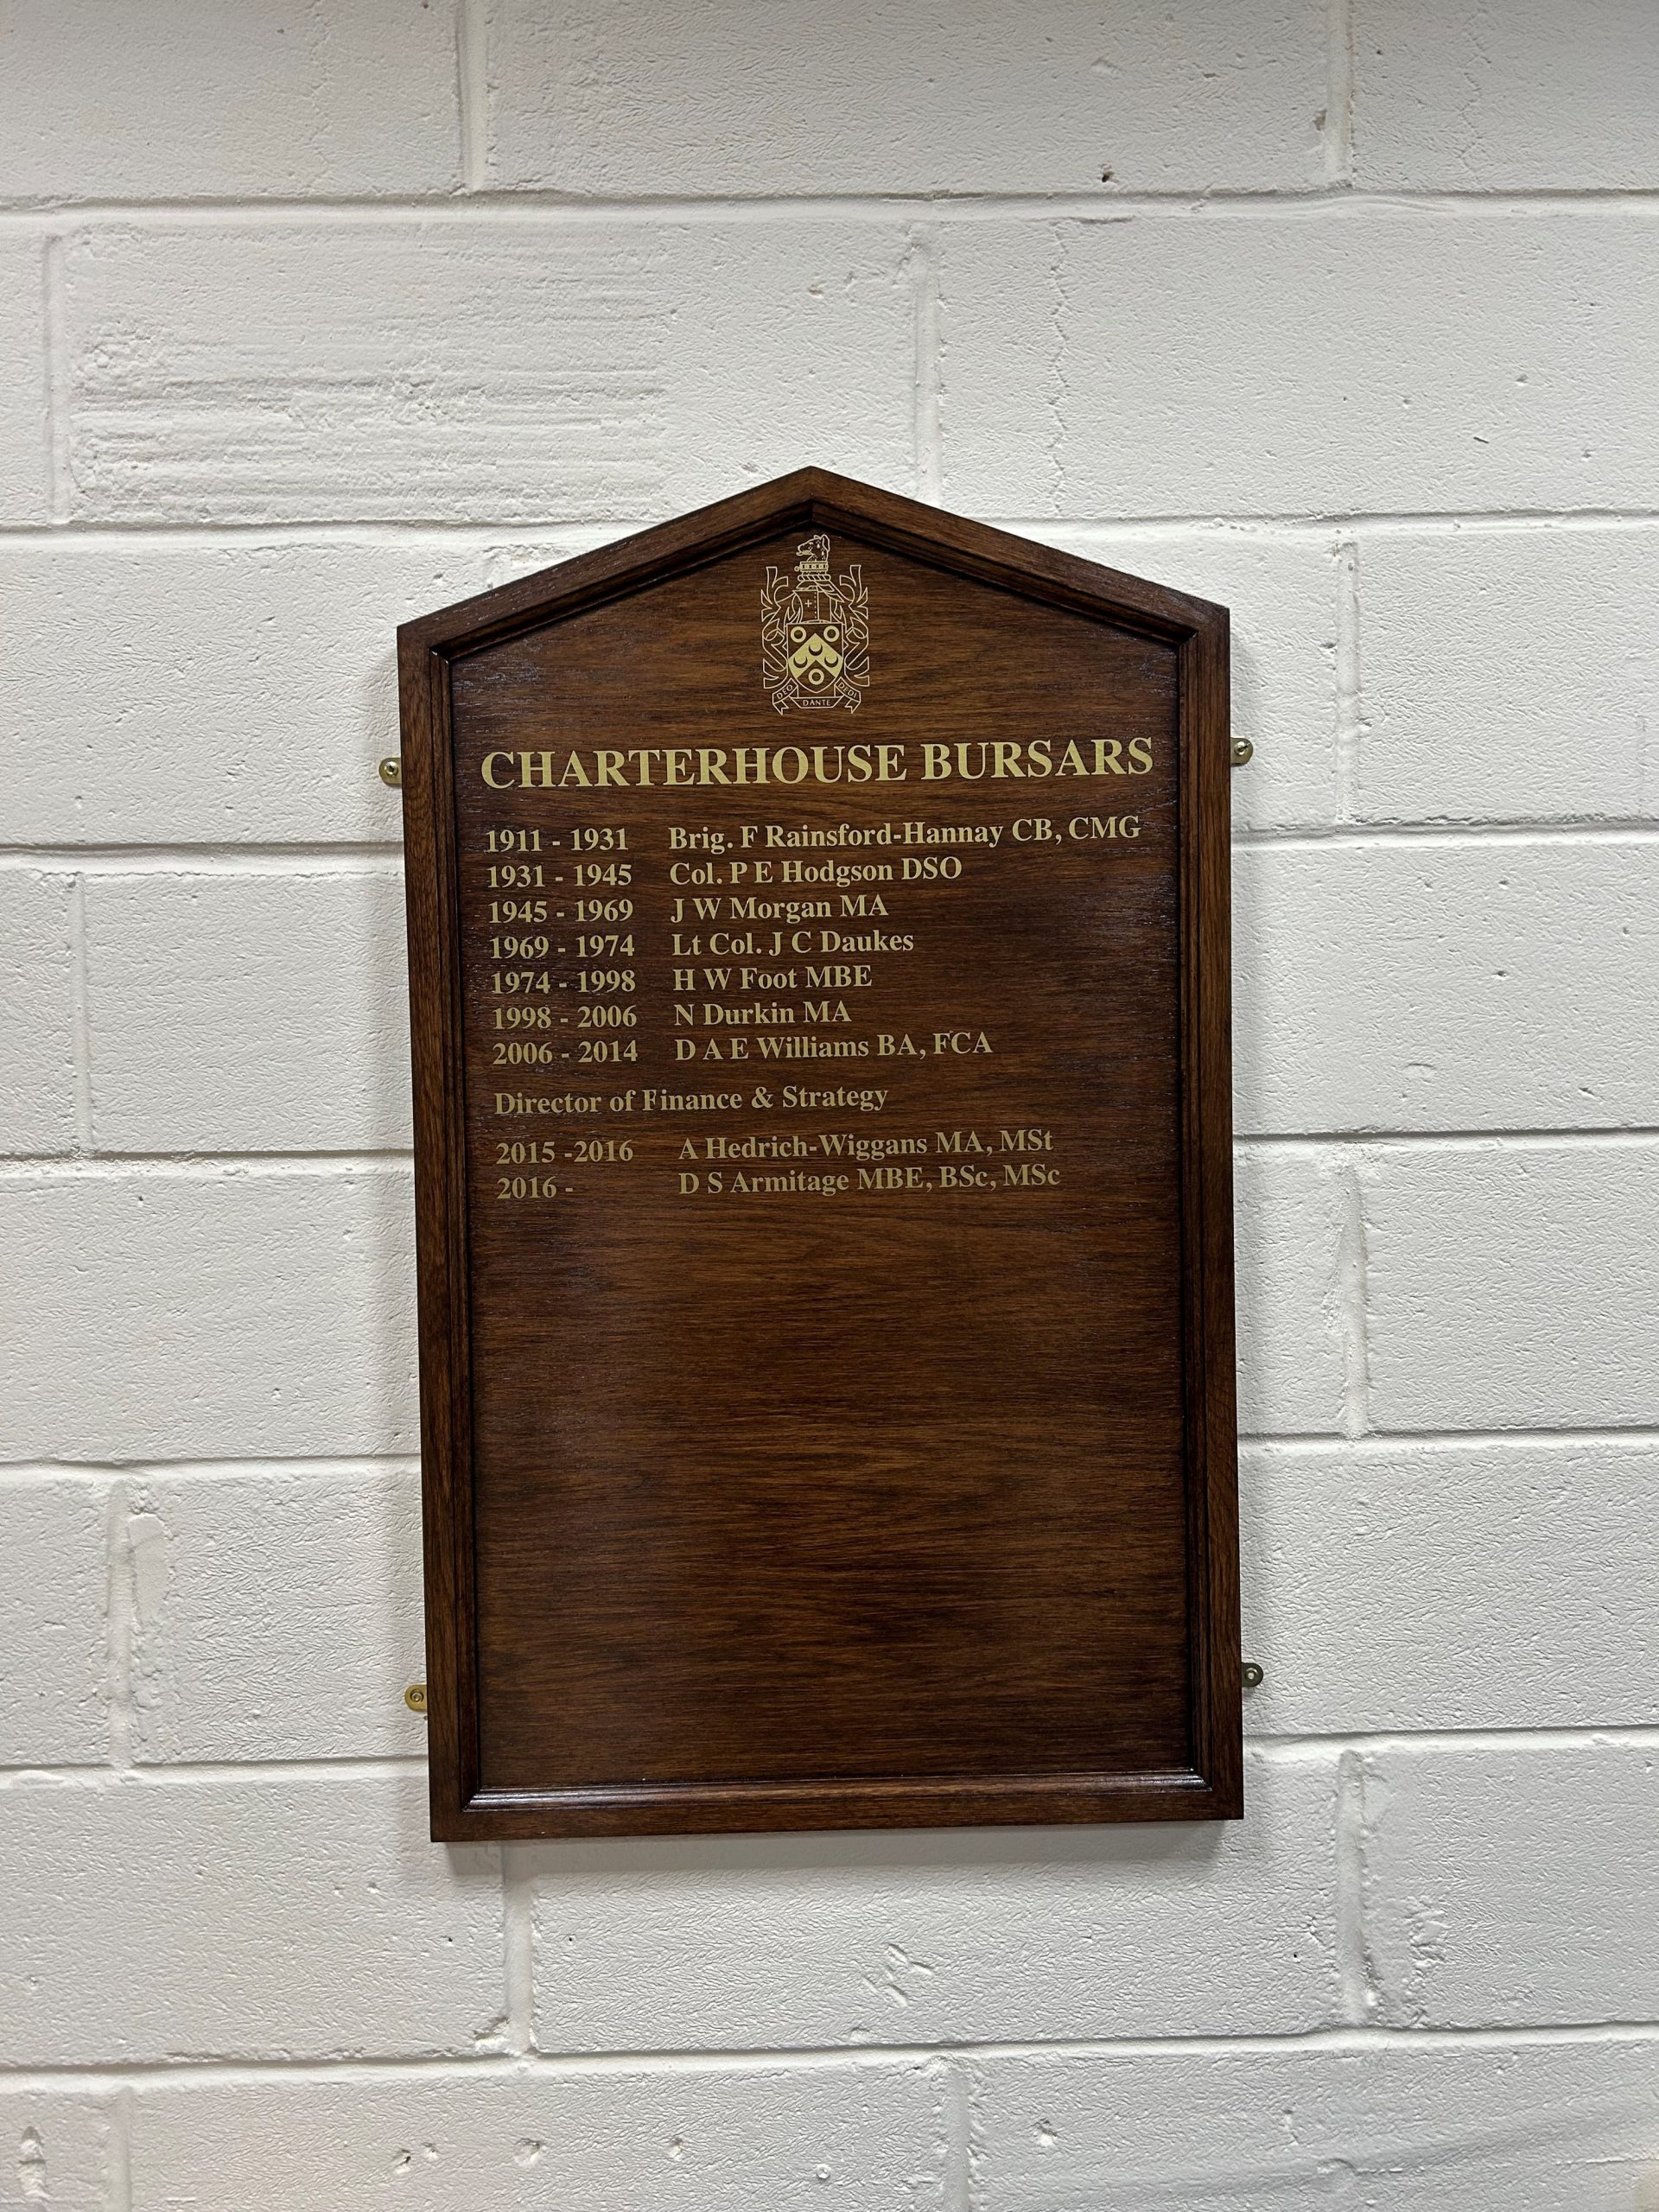 DEO DANTE DEDI
CHARTERHOUSE BURSARS
1911 - 1931 Brig. F Rainsford-Hannay CB, CMG
1931 - 1945 Col. P E Hodgson DSO
1945 - 1969 J W Morgan MA
1969 - 1974 Lt Col. J C Daukes
1974 - 1998 H W Foot MBE
1998 - 2006 N Durkin MA
2006 - 2014 D A E Williams BA, FCA
Director of Finance & Strategy
2015 -2016 A Hedrich-Wiggans MA, MSt
2016 - D S Armitage MBE, BSc, MSc